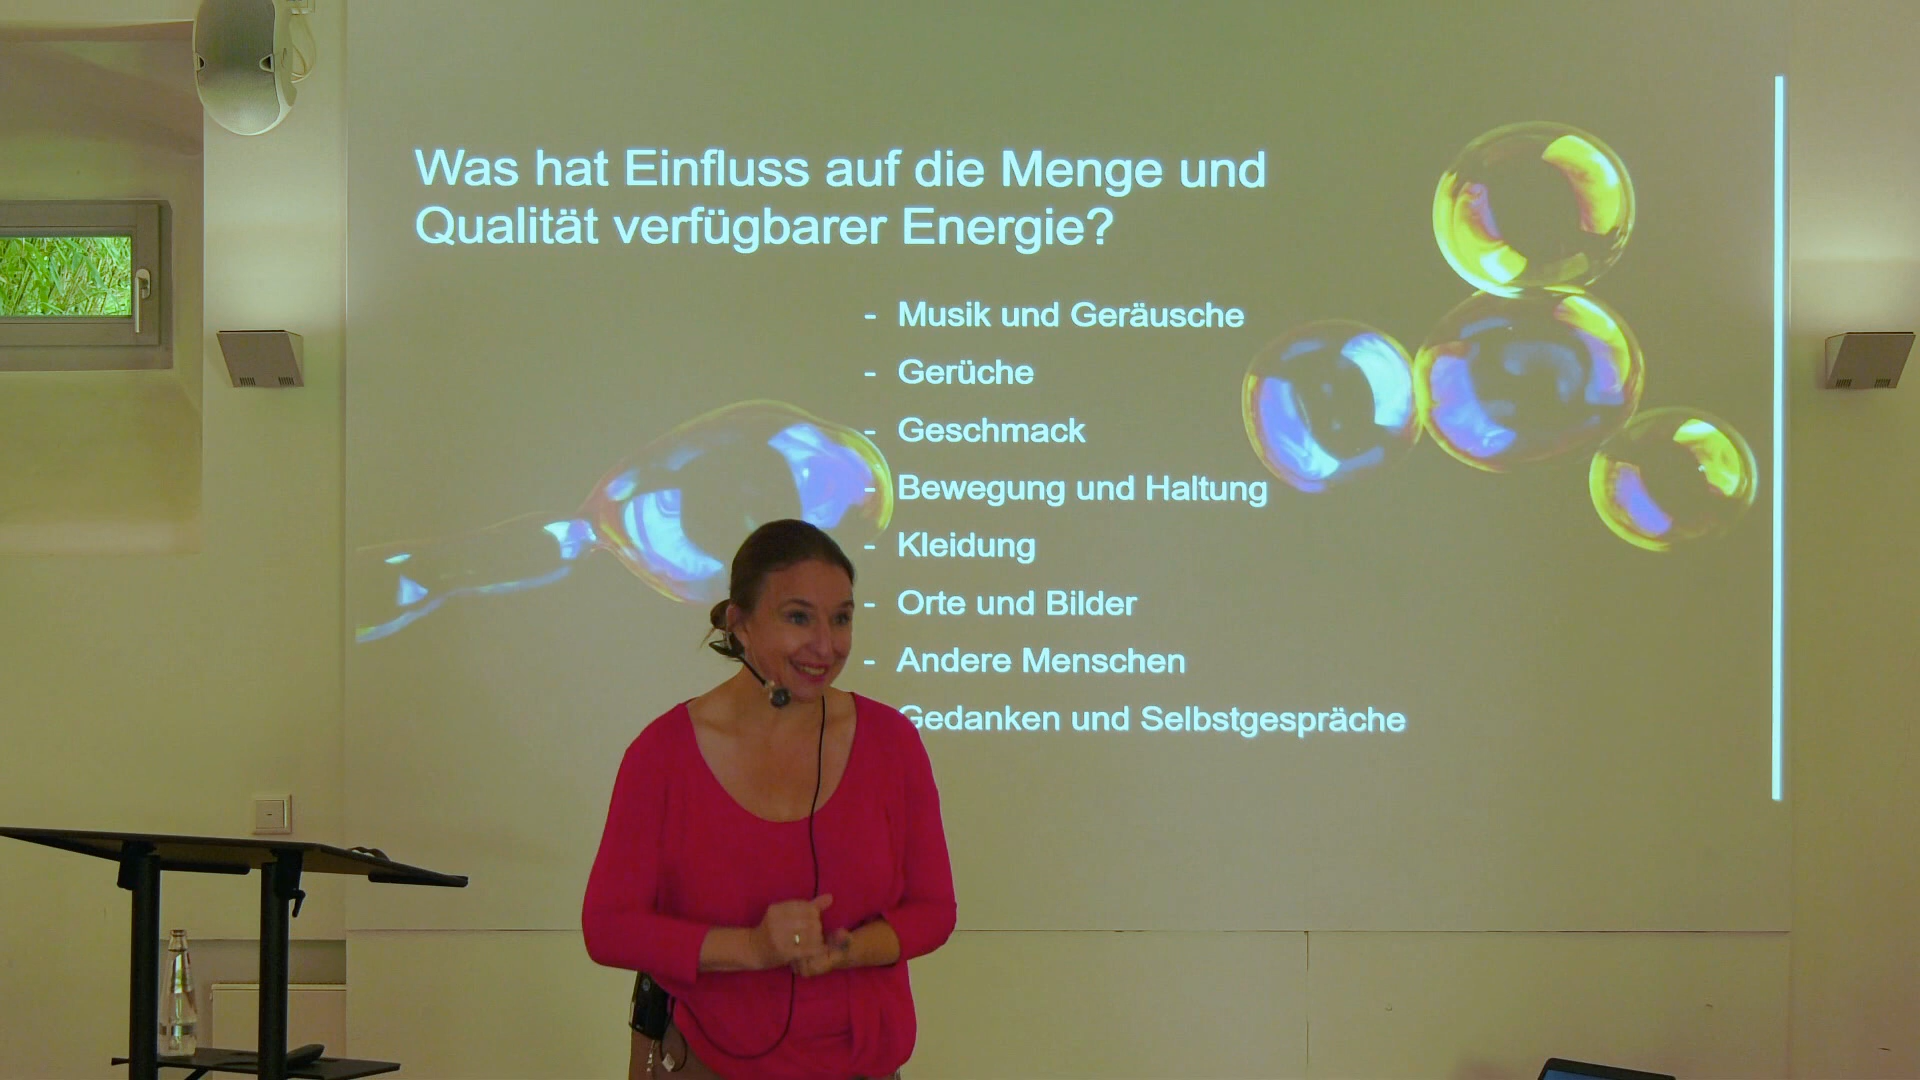 Was hat Einfluss auf die Menge und
Qualität verfügbarer Energie?
- Musik und Geräusche
- Gerüche
- Geschmack
- Bewegung und Haltung
- Kleidung
- Orte und Bilder
- Andere Menschen
Gedanken und Selbstgespräche